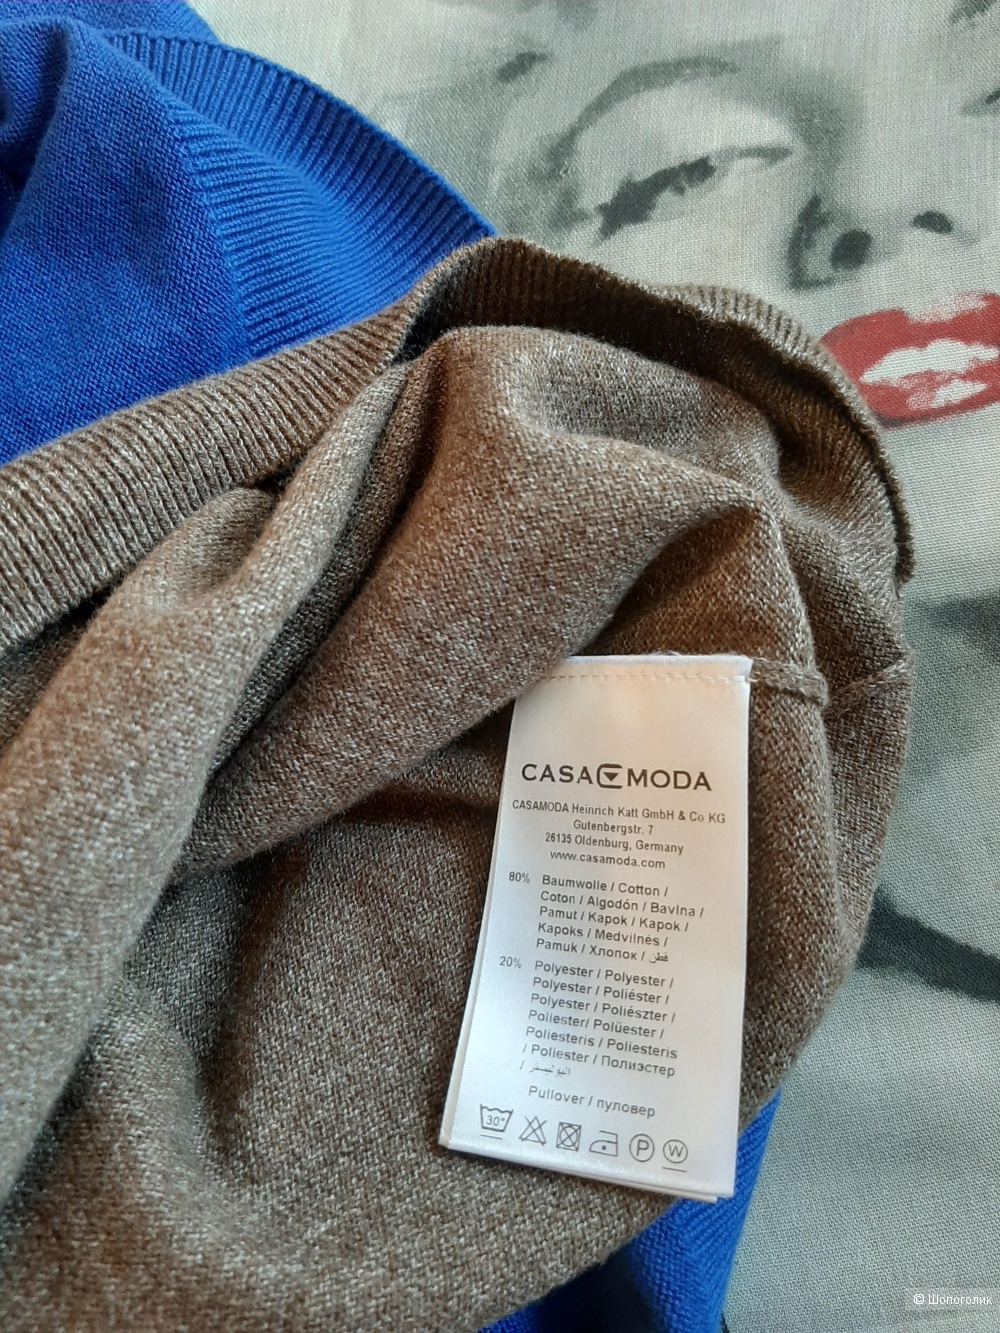 CASAMODA
CASAMODA Heinrich Katt GmbH & Co KG
Gutenbergstr. 7
26135 Oldenburg, Germany
www.casamoda.com
80% Baumwolle / Cotton /
Coton / Algodón / Bavlna /
Pamut / Kapok / Kapok /
Kapoks / Medvilnės /
Pamuk / Хлопок / قطن
20% Polyester / Polyester /
Polyester / Poliéster /
Polyester / Poliészter /
Poliester/ Polüester /
Poliesteris / Poliesteris
/ Poliester / Полиэстер
/ البوليستر
Pullover / пуловер
30° P W
© Шопоголик